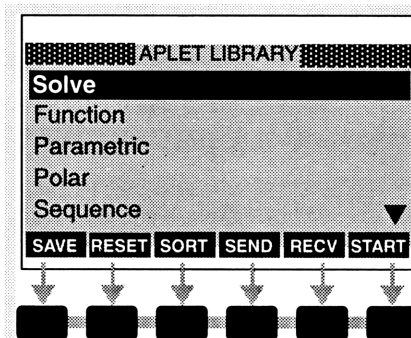 APLET LIBRARY
Solve
Function
Parametric
Polar
Sequence
SAVE RESET SORT SEND RECV START